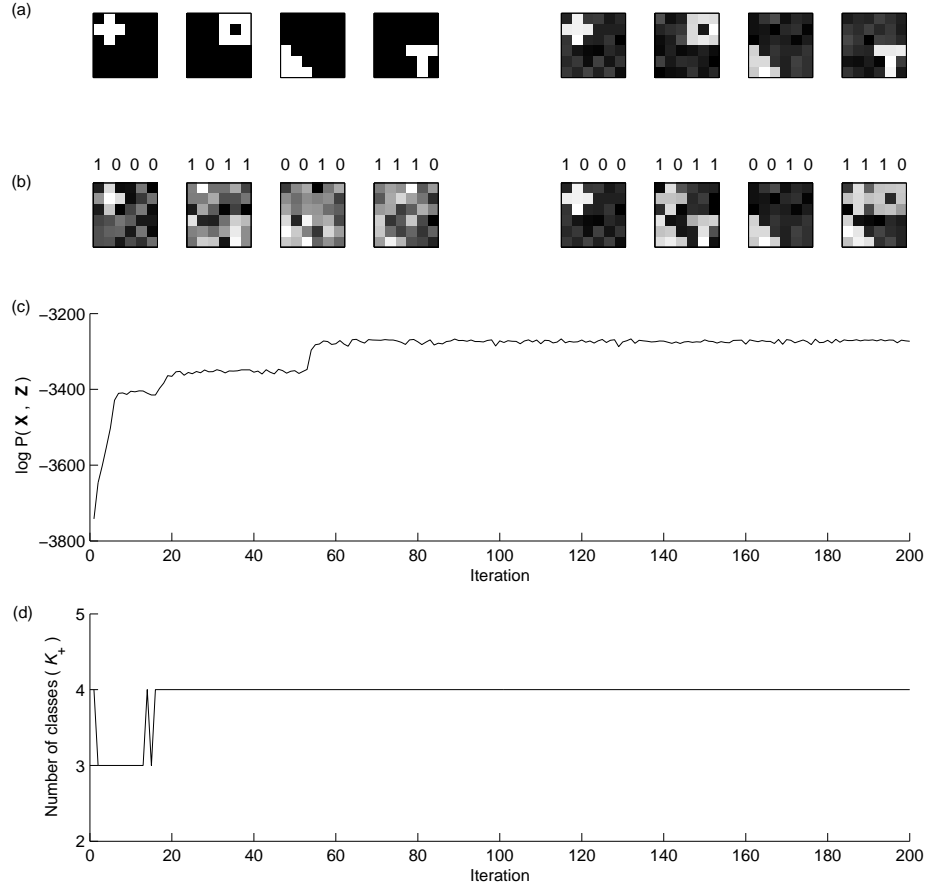 (a)
1 0 0 0 1 0 1 1 0 0 1 0 1 1 1 0 1 0 0 0 1 0 1 1 0 0 1 0 1 1 1 0
(b)
(c)
−3200
−3400
−3600
−3800
log P( X , Z )
0 20 40 60 80 100 120 140 160 180 200
Iteration
(d)
5
4
3
2
Number of classes ( K+ )
0 20 40 60 80 100 120 140 160 180 200
Iteration